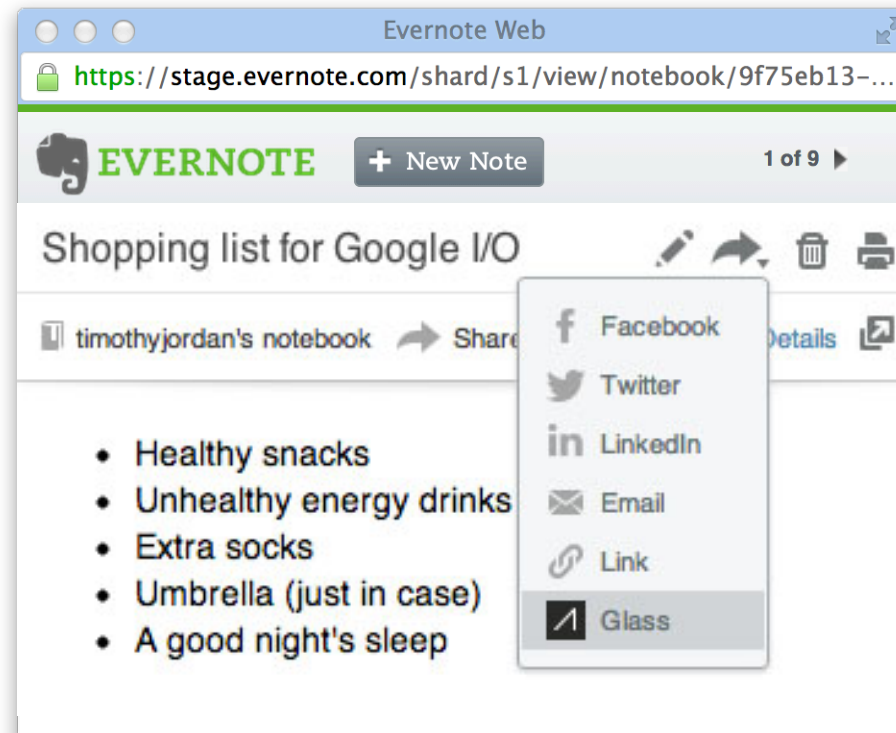 Evernote Web
https://stage.evernote.com/shard/s1/view/notebook/9f75eb13-...
EVERNOTE
+ New Note
1 of 9
Shopping list for Google I/O
timothyjordan's notebook
Share
Details
Facebook
Twitter
in LinkedIn
Email
Link
Glass
• Healthy snacks
• Unhealthy energy drinks
• Extra socks
• Umbrella (just in case)
• A good night's sleep